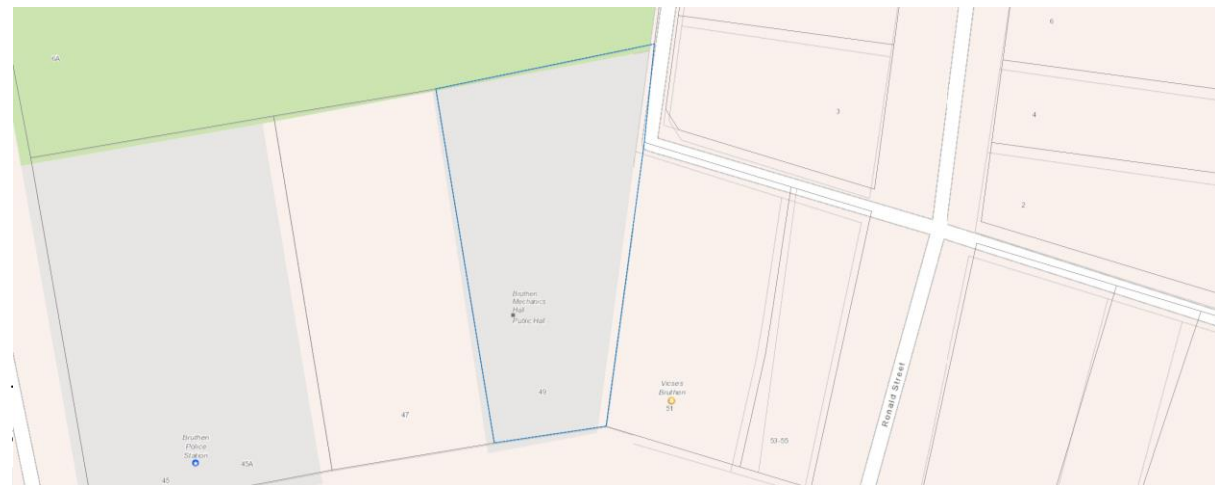 6A
6
3
4
2
Bruthen
Mechanics
Hall
Public Hall
49
47
Bruthen
Police
Station
45A
45
Bruthen
51
53-55
Ronald Street